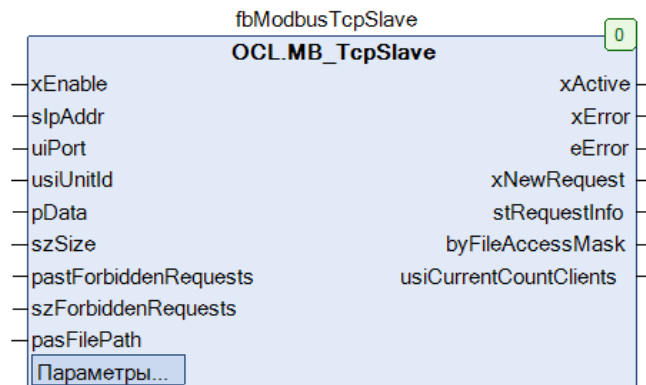 fbModbusTcpSlave
0
OCL.MB_TcpSlave
xEnable xActive
sIpAddr xError
uiPort eError
usiUnitId xNewRequest
pData stRequestInfo
szSize byFileAccessMask
pastForbiddenRequests usiCurrentCountClients
szForbiddenRequests
pasFilePath
Параметры...